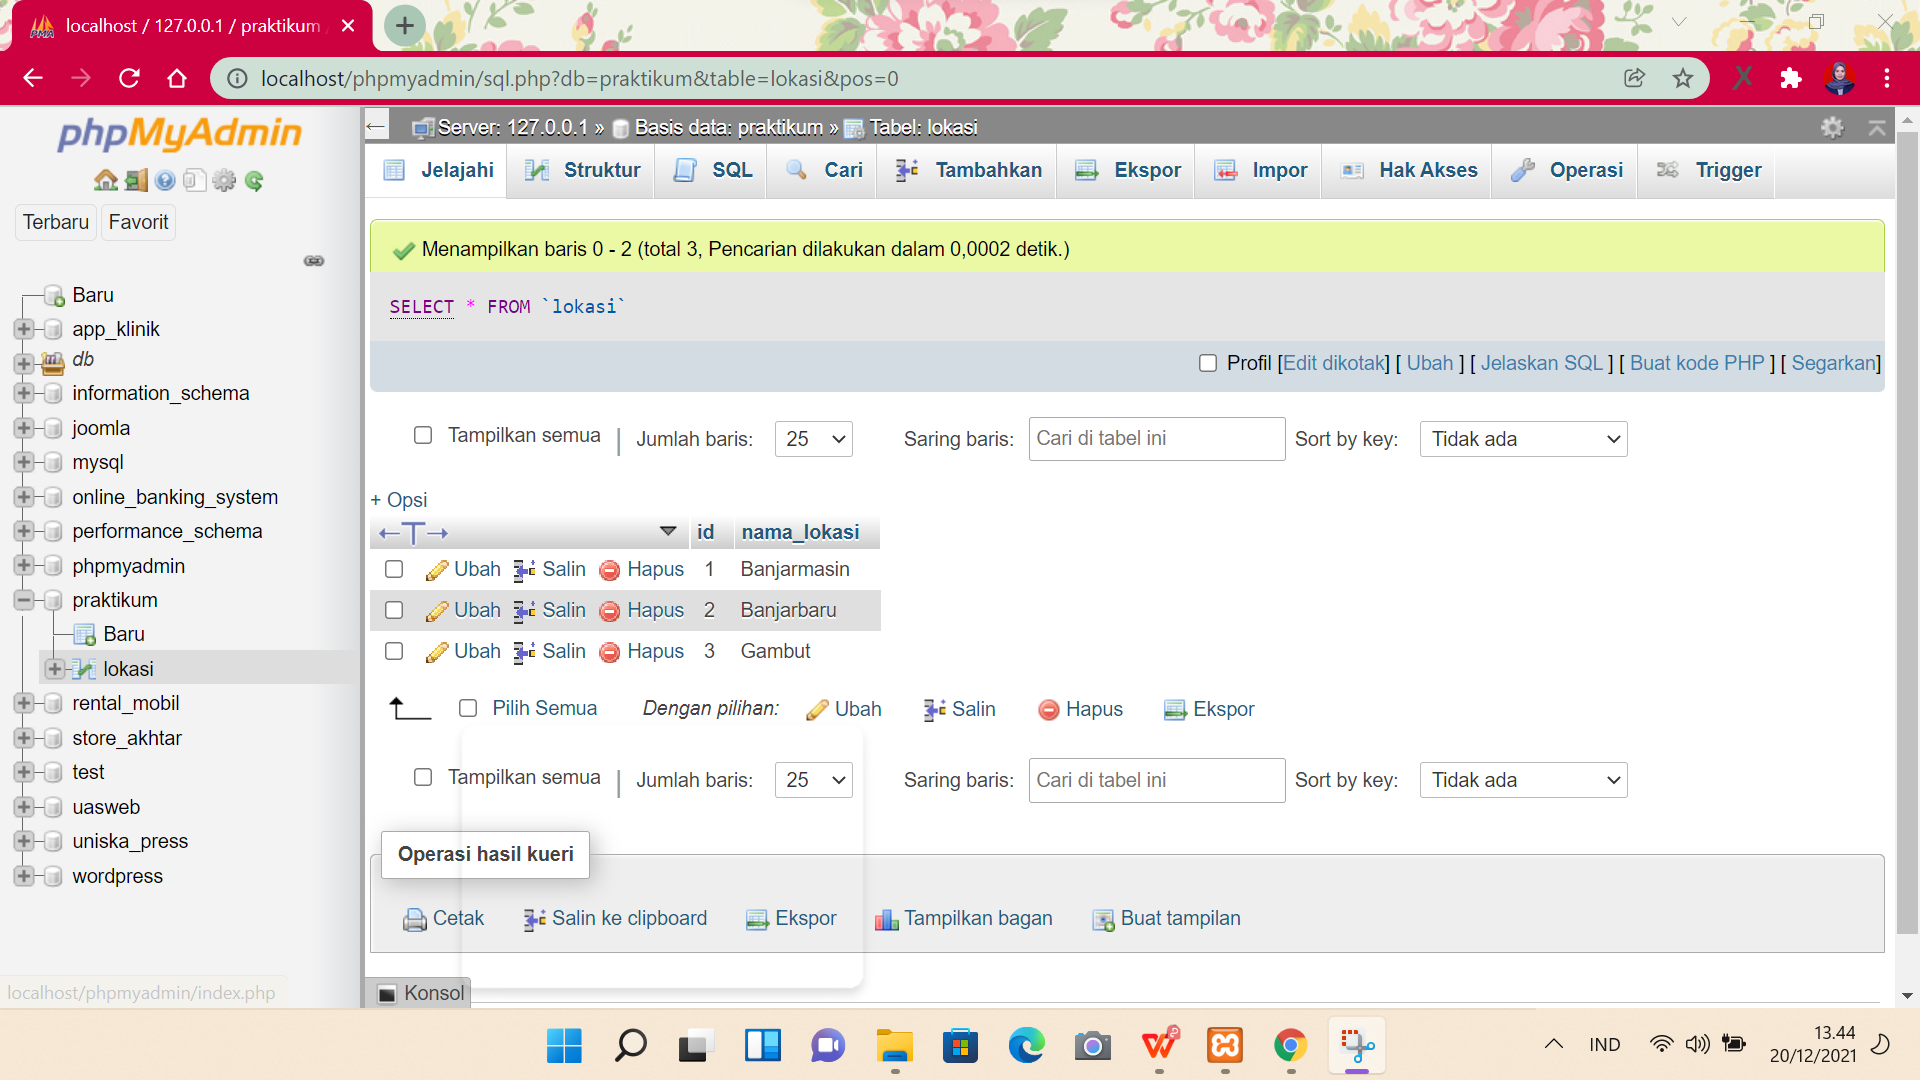 localhost / 127.0.0.1 / praktikum
localhost/phpmyadmin/sql.php?db=praktikum&table=lokasi&pos=0
phpMyAdmin
Terbaru Favorit
Baru
app_klinik
db
information_schema
joomla
mysql
online_banking_system
performance_schema
phpmyadmin
praktikum
Baru
lokasi
rental_mobil
store_akhtar
test
uasweb
uniska_press
wordpress
localhost/phpmyadmin/index.php
Server: 127.0.0.1 » Basis data: praktikum » Tabel: lokasi
Jelajahi Struktur SQL Cari Tambahkan Ekspor Impor Hak Akses Operasi Trigger
Menampilkan baris 0 - 2 (total 3, Pencarian dilakukan dalam 0,0002 detik.)
SELECT * FROM `lokasi`
Profil [Edit dikotak] [ Ubah ] [ Jelaskan SQL ] [ Buat kode PHP ] [ Segarkan]
Tampilkan semua | Jumlah baris: 25 Saring baris: Cari di tabel ini Sort by key: Tidak ada
+ Opsi
←T→ id nama_lokasi
Ubah Salin Hapus 1 Banjarmasin
Ubah Salin Hapus 2 Banjarbaru
Ubah Salin Hapus 3 Gambut
Pilih Semua Dengan pilihan: Ubah Salin Hapus Ekspor
Tampilkan semua | Jumlah baris: 25 Saring baris: Cari di tabel ini Sort by key: Tidak ada
Operasi hasil kueri
Cetak Salin ke clipboard Ekspor Tampilkan bagan Buat tampilan
Konsol
IND
13.44
20/12/2021